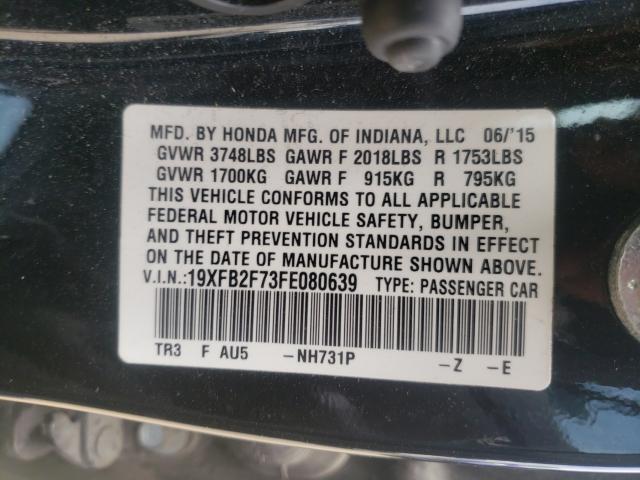 MFD. BY HONDA MFG. OF INDIANA, LLC 06/'15
GVWR 3748LBS GAWR F 2018LBS R 1753LBS
GVWR 1700KG GAWR F 915KG R 795KG
THIS VEHICLE CONFORMS TO ALL APPLICABLE
FEDERAL MOTOR VEHICLE SAFETY, BUMPER,
AND THEFT PREVENTION STANDARDS IN EFFECT
ON THE DATE OF MANUFACTURE SHOWN ABOVE.
V.I.N.:19XFB2F73FE080639 TYPE: PASSENGER CAR
TR3 F AU5 -NH731P -Z -E